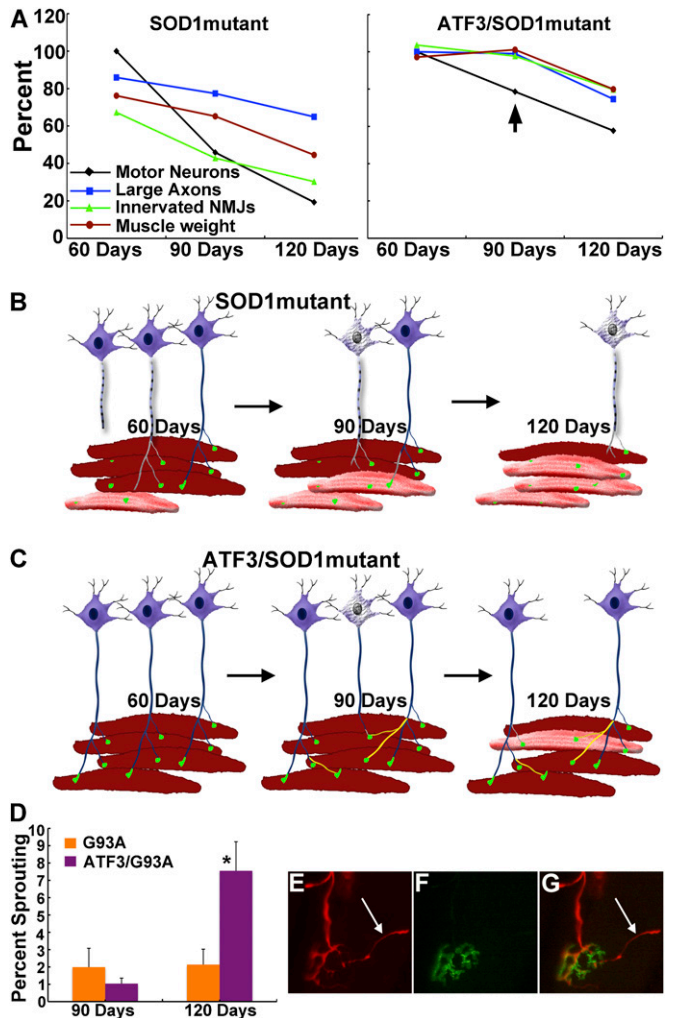 A
SOD1mutant
ATF3/SOD1mutant
Percent
120
100
80
60
40
20
0
Motor Neurons
Large Axons
Innervated NMJs
Muscle weight
60 Days
90 Days
120 Days
60 Days
90 Days
120 Days
B
SOD1mutant
60 Days
90 Days
120 Days
C
ATF3/SOD1mutant
60 Days
90 Days
120 Days
D
Percent Sprouting
10
9
8
7
6
5
4
3
2
1
0
G93A
ATF3/G93A
*
90 Days
120 Days
E
F
G